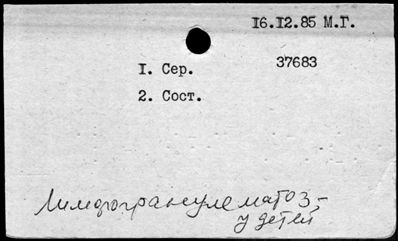 16.12.85 М.Г.
37683
1. Сер.
2. Сост.
Лимфогранулематоз
у детей